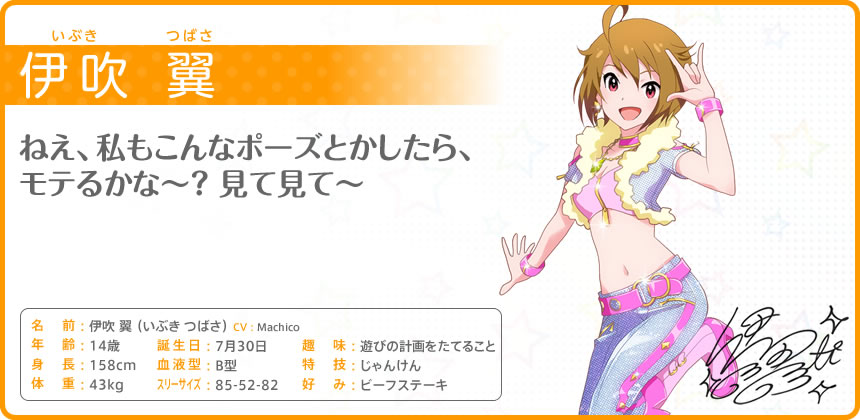 いぶき つばさ
伊吹 翼
ねえ、私もこんなポーズとかしたら、
モテるかな～？ 見て見て～
名 前 : 伊吹 翼 (いぶき つばさ) CV : Machico
年 齢 : 14歳 誕生日 : 7月30日 趣 味 : 遊びの計画をたてること
身 長 : 158cm 血液型 : B型 特 技 : じゃんけん
体 重 : 43kg スリーサイズ : 85-52-82 好 み : ビーフステーキ